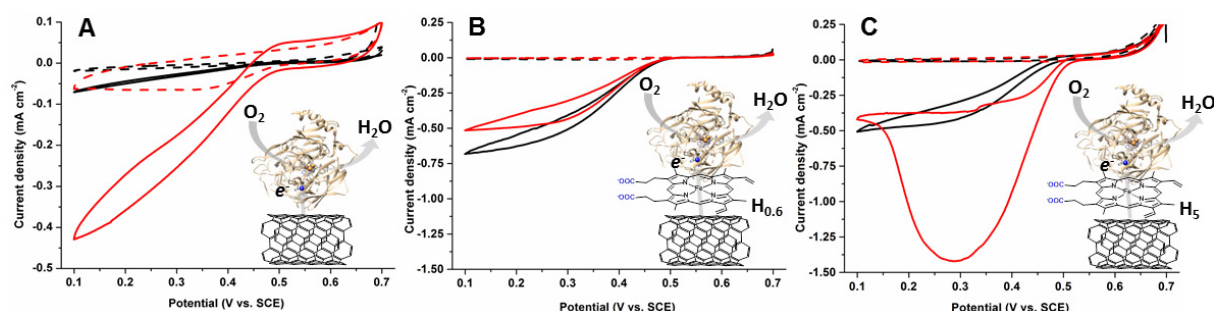 A
Current density (mA cm⁻²)
0.1
0.0
-0.1
-0.2
-0.3
-0.4
-0.5
0.1 0.2 0.3 0.4 0.5 0.6 0.7
Potential (V vs. SCE)
O₂
H₂O
e⁻
B
Current density (mA cm⁻²)
0.25
0.00
-0.25
-0.50
-0.75
-1.00
-1.25
-1.50
0.1 0.2 0.3 0.4 0.5 0.6 0.7
Potential (V vs. SCE)
O₂
H₂O
e⁻
⁻OOC
⁻OOC
N
N
N
N
H₀.₆
C
Current density (mA cm⁻²)
0.25
0.00
-0.25
-0.50
-0.75
-1.00
-1.25
-1.50
0.1 0.2 0.3 0.4 0.5 0.6 0.7
Potential (V vs. SCE)
O₂
H₂O
e⁻
⁻OOC
⁻OOC
N
N
N
N
H₅